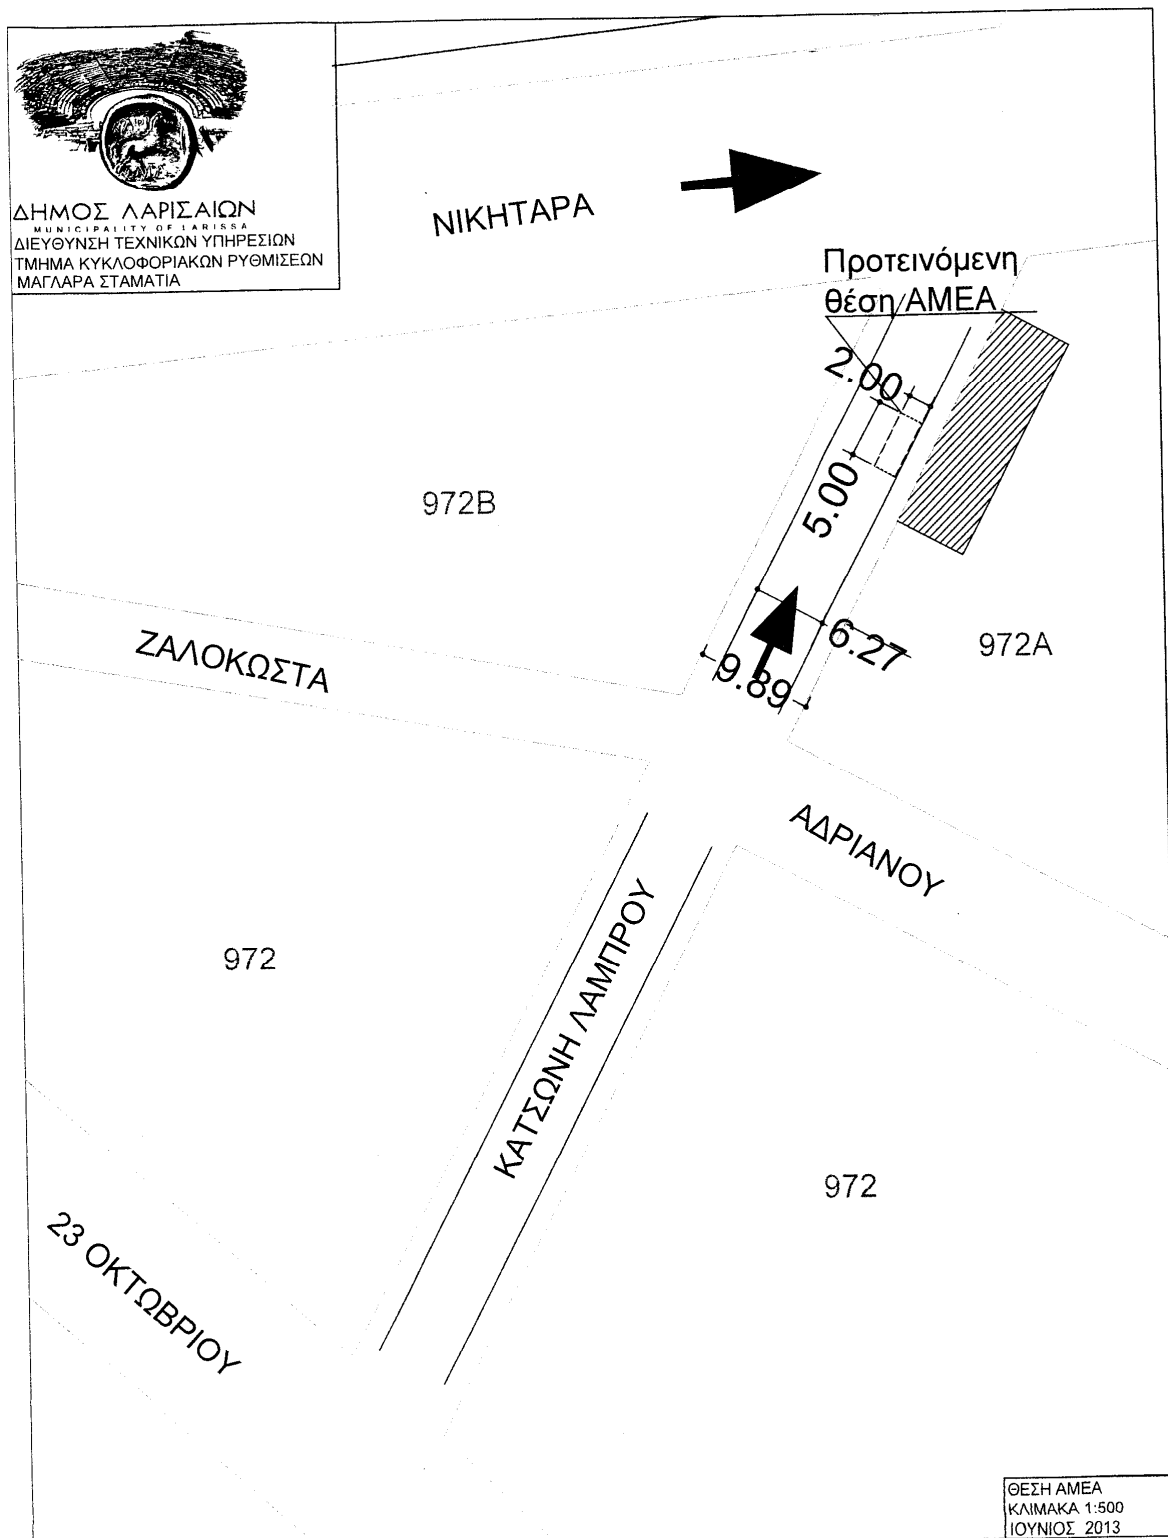 ΔΗΜΟΣ ΛΑΡΙΣΑΙΩΝ
MUNICIPALITY OF LARISSA
ΔΙΕΥΘΥΝΣΗ ΤΕΧΝΙΚΩΝ ΥΠΗΡΕΣΙΩΝ
ΤΜΗΜΑ ΚΥΚΛΟΦΟΡΙΑΚΩΝ ΡΥΘΜΙΣΕΩΝ
ΜΑΓΛΑΡΑ ΣΤΑΜΑΤΙΑ
ΝΙΚΗΤΑΡΑ
Προτεινόμενη
θέση ΑΜΕΑ
2.00
5.00
972Β
6.27
972Α
9.89
ΖΑΛΟΚΩΣΤΑ
ΑΔΡΙΑΝΟΥ
ΚΑΤΣΩΝΗ ΛΑΜΠΡΟΥ
972
972
23 ΟΚΤΩΒΡΙΟΥ
ΘΕΣΗ ΑΜΕΑ
ΚΛΙΜΑΚΑ 1:500
ΙΟΥΝΙΟΣ 2013